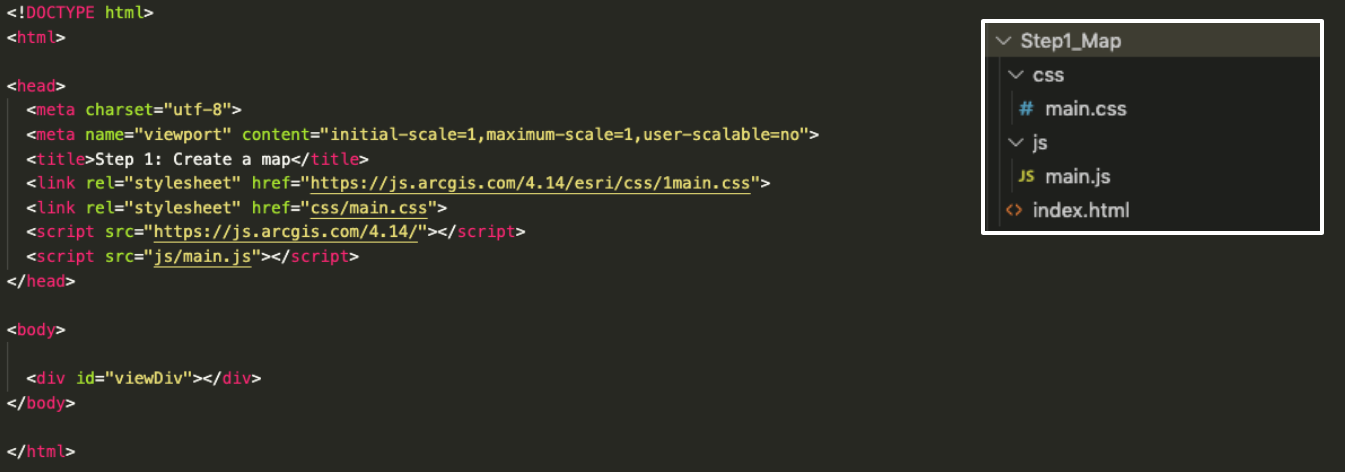 <!DOCTYPE html>
<html>
<head>
<meta charset="utf-8">
<meta name="viewport" content="initial-scale=1,maximum-scale=1,user-scalable=no">
<title>Step 1: Create a map</title>
<link rel="stylesheet" href="https://js.arcgis.com/4.14/esri/css/1main.css">
<link rel="stylesheet" href="css/main.css">
<script src="https://js.arcgis.com/4.14/"></script>
<script src="js/main.js"></script>
</head>
<body>
<div id="viewDiv"></div>
</body>
</html>
Step1_Map
css
# main.css
js
JS main.js
<> index.html